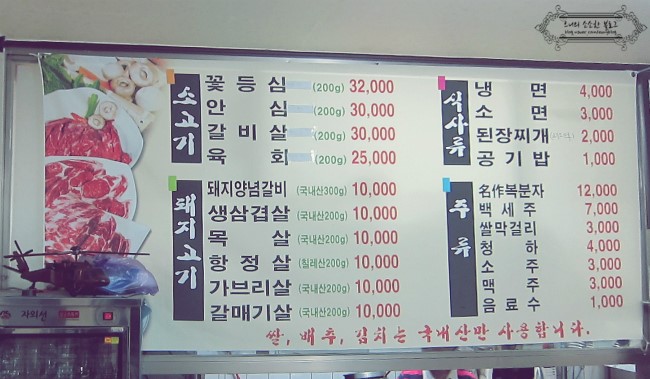 소고기
꽃등심 (200g) 32,000
안심 (200g) 30,000
갈비살 (200g) 30,000
육회 (200g) 25,000
돼지고기
돼지양념갈비 (국내산300g) 10,000
생삼겹살 (국내산200g) 10,000
목살 (국내산200g) 10,000
항정살 (칠레산200g) 10,000
가브리살 (국내산200g) 10,000
갈매기살 (국내산200g) 10,000
식사류
냉면 4,000
소면 3,000
된장찌개 2,000
공기밥 1,000
주류
名作복분자 12,000
백세주 7,000
쌀막걸리 3,000
청하 4,000
소주 3,000
맥주 3,000
음료수 1,000
쌀, 배추, 김치는 국내산만 사용합니다.
자외선